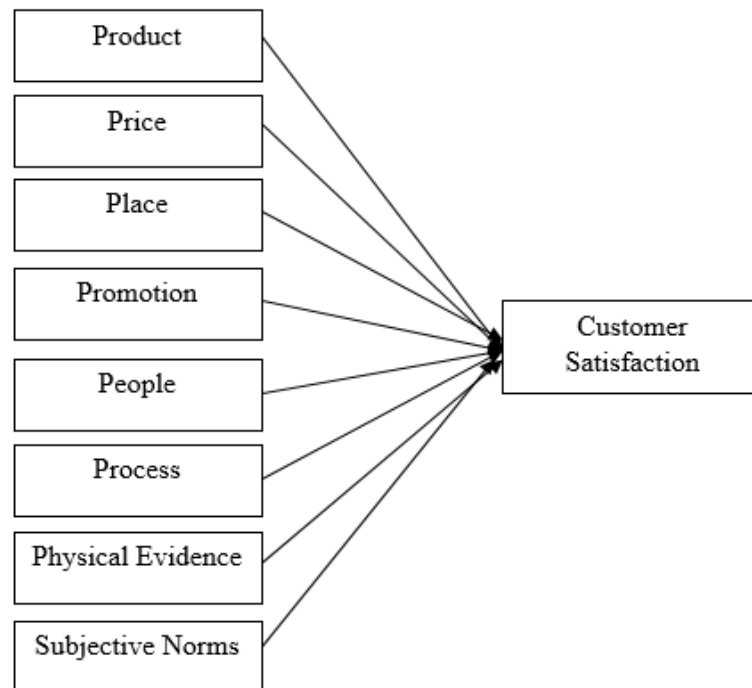 Product
Price
Place
Promotion
People
Process
Physical Evidence
Subjective Norms
Customer
Satisfaction